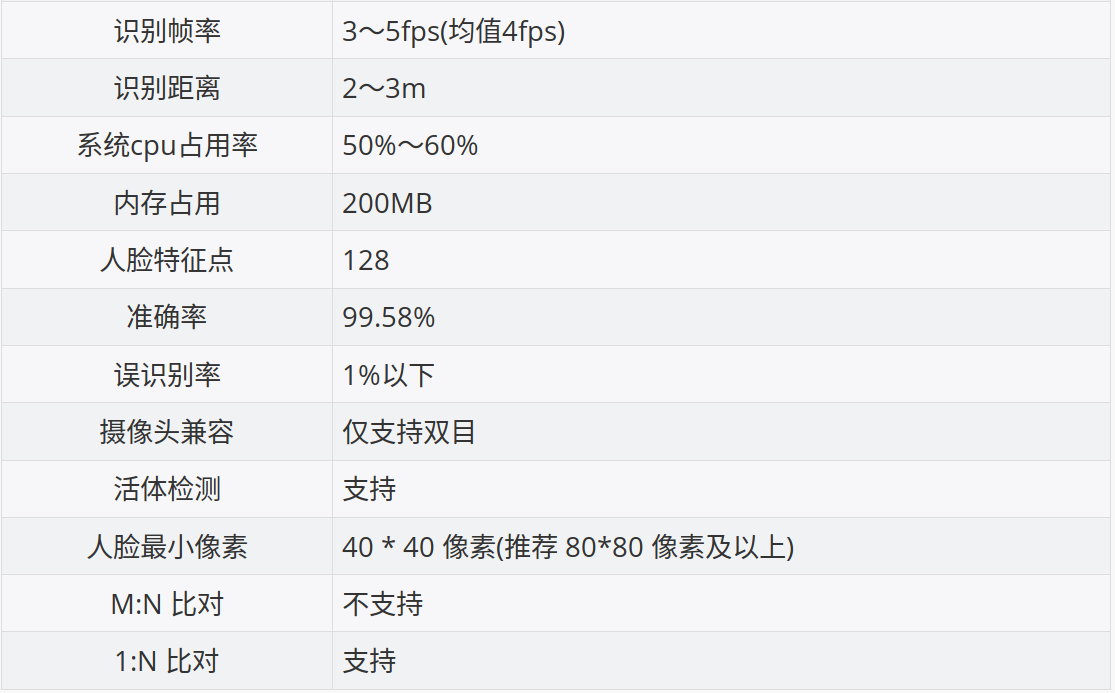 识别帧率 3～5fps(均值4fps)
识别距离 2～3m
系统cpu占用率 50%～60%
内存占用 200MB
人脸特征点 128
准确率 99.58%
误识别率 1%以下
摄像头兼容 仅支持双目
活体检测 支持
人脸最小像素 40 * 40 像素(推荐 80*80 像素及以上)
M:N 比对 不支持
1:N 比对 支持